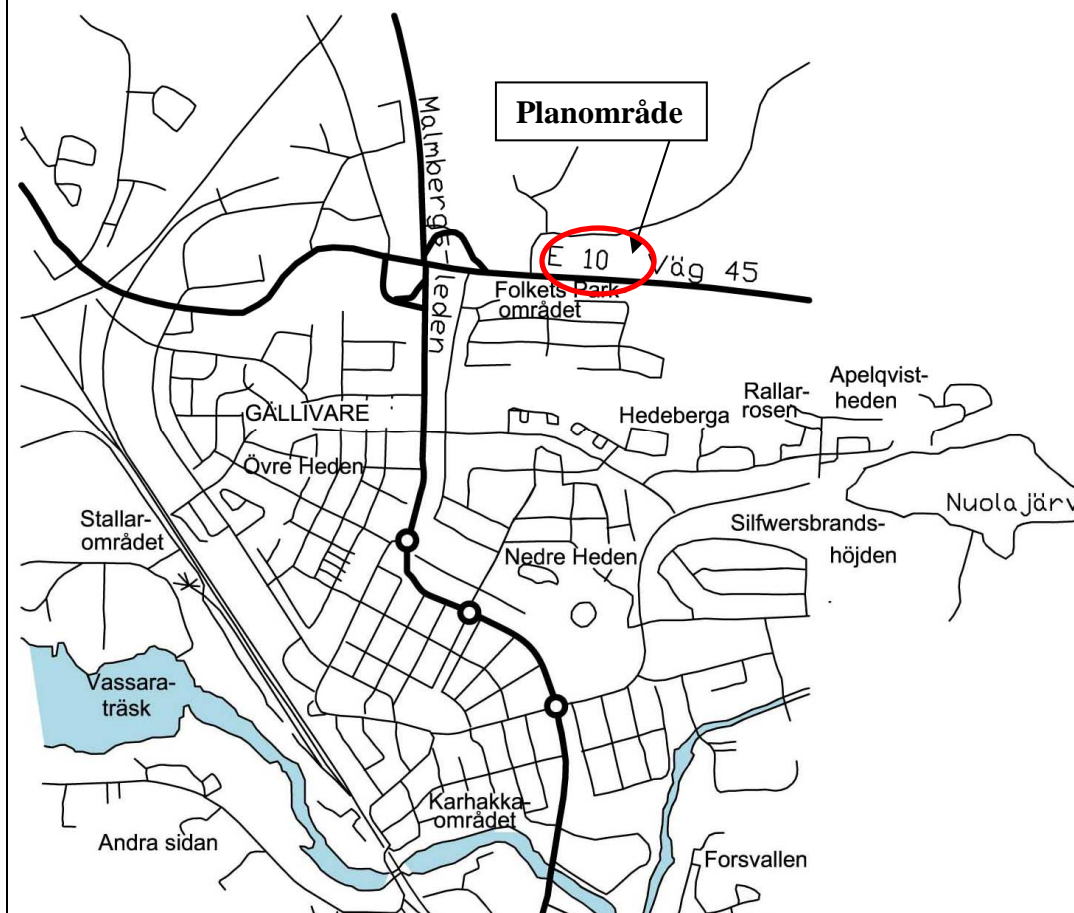 Planområde
Malmbergs-leden
E 10
Väg 45
Folkets Park-
området
Apelqvist-
heden
Rallar-
rosen
Hedeberga
GÄLLIVARE
Övre Heden
Nuolajärv
Stallar-
området
Silfwersbrands-
höjden
Nedre Heden
Vassara-
träsk
Karhakka-
området
Andra sidan
Forsvallen